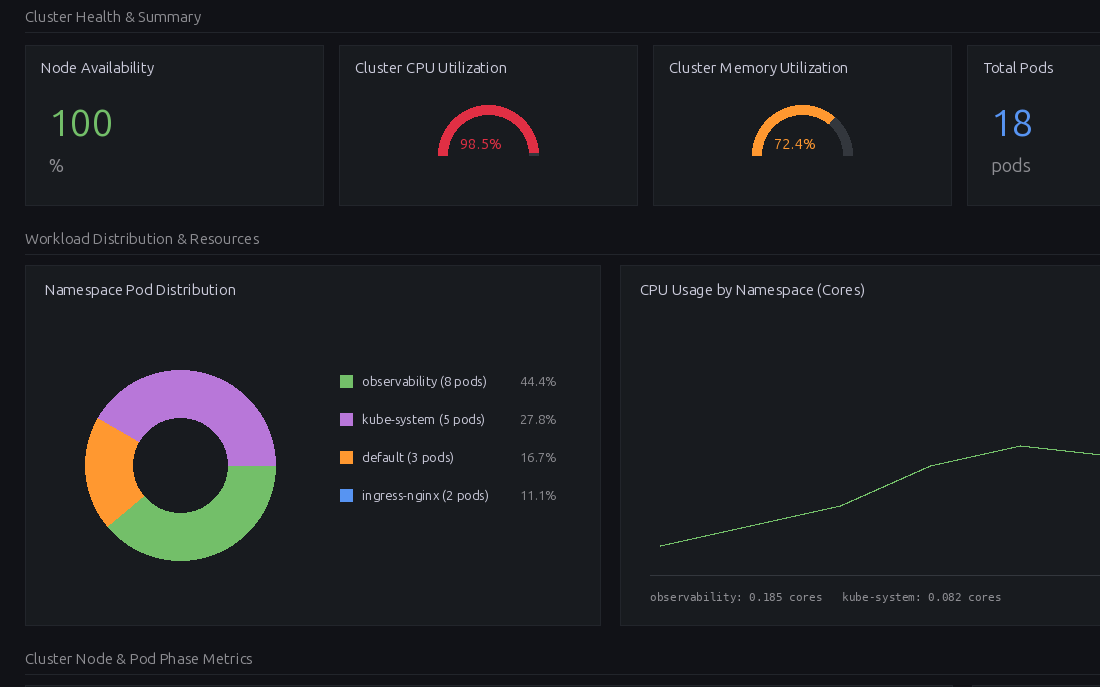 Cluster Health & Summary
Node Availability
100
%
Cluster CPU Utilization
98.5%
Cluster Memory Utilization
72.4%
Total Pods
18
pods
Workload Distribution & Resources
Namespace Pod Distribution
observability (8 pods) 44.4%
kube-system (5 pods) 27.8%
default (3 pods) 16.7%
ingress-nginx (2 pods) 11.1%
CPU Usage by Namespace (Cores)
observability: 0.185 cores kube-system: 0.082 cores
Cluster Node & Pod Phase Metrics